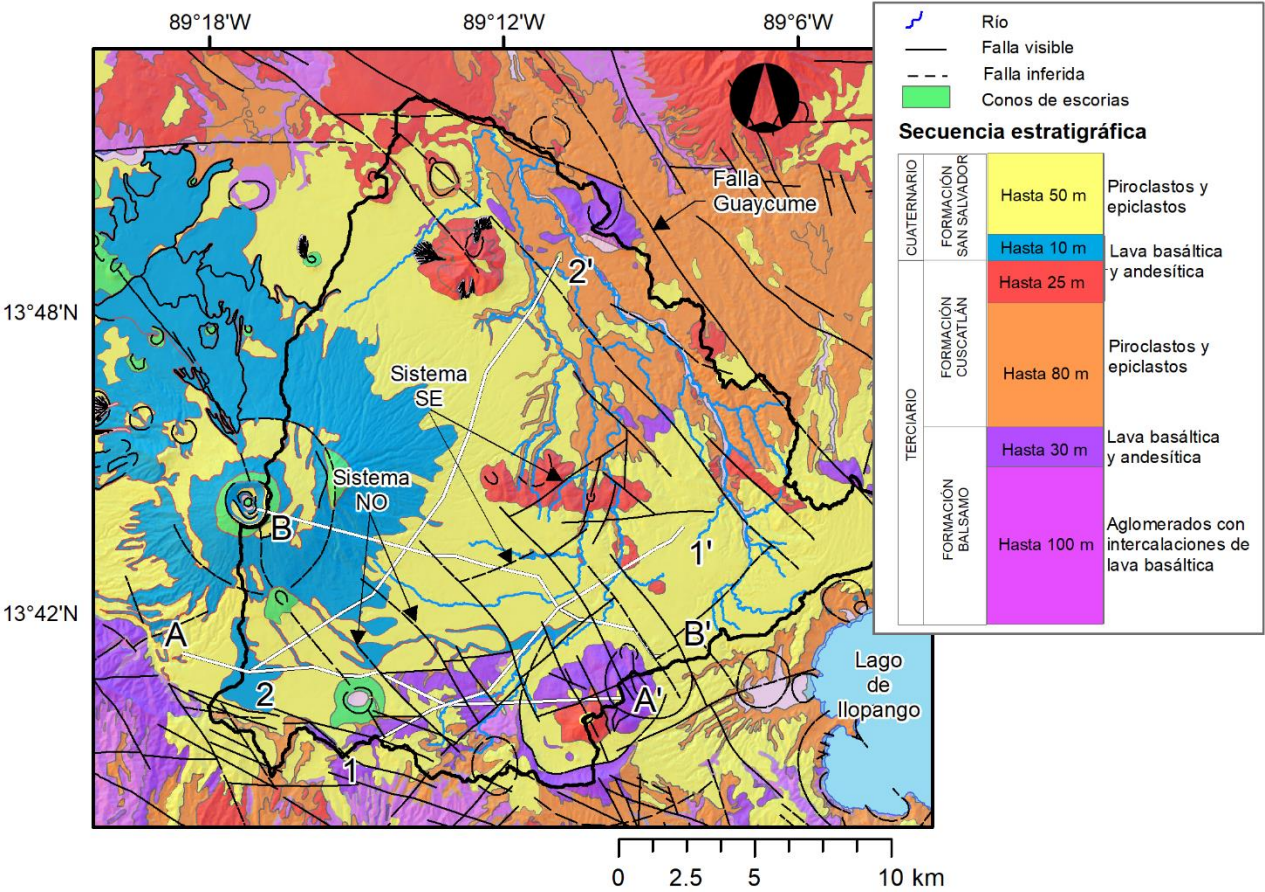 89°18'W
89°12'W
89°6'W
13°48'N
13°42'N
Falla
Guaycume
2'
Sistema
SE
Sistema
NO
B
1'
A
B'
2
A'
1
Lago
de
Ilopango
0
2.5
5
10 km
Río
Falla visible
Falla inferida
Conos de escorias
Secuencia estratigráfica
CUATERNARIO
FORMACIÓN
SAN SALVADOR
Hasta 50 m
Piroclastos y
epiclastos
Hasta 10 m
Lava basáltica
y andesítica
TERCIARIO
FORMACIÓN
CUSCATLÁN
Hasta 25 m
Hasta 80 m
Piroclastos y
epiclastos
FORMACIÓN
BALSAMO
Hasta 30 m
Lava basáltica
y andesítica
Hasta 100 m
Aglomerados con
intercalaciones de
lava basáltica